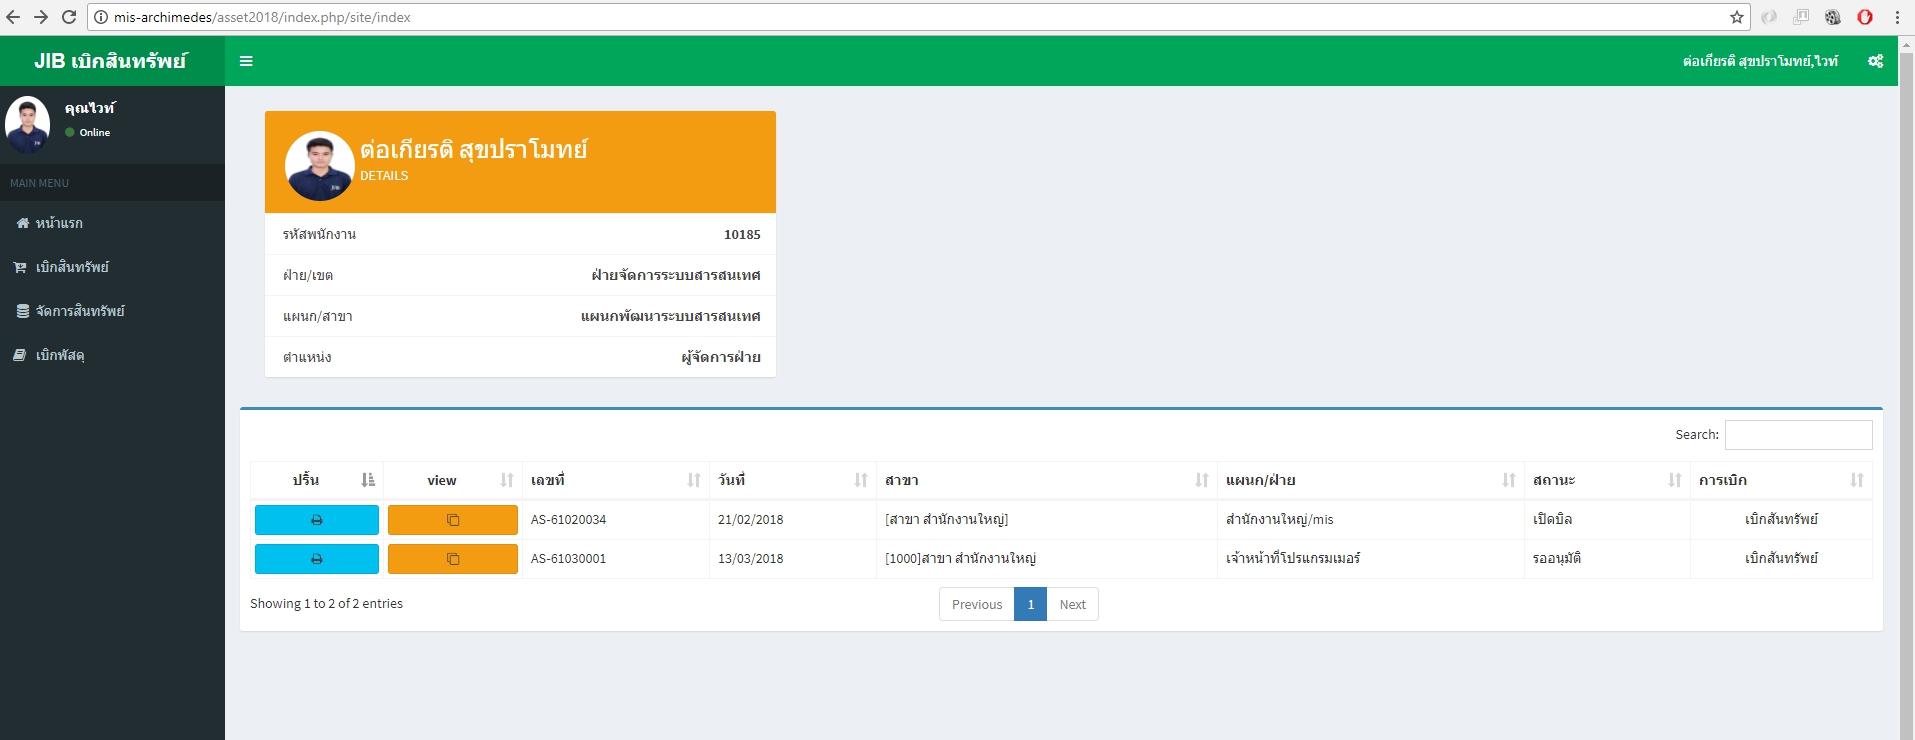 mis-archimedes/asset2018/index.php/site/index
JIB เบิกสินทรัพย์
ต่อเกียรติ สุขปราโมทย์,ไวท์
คุณไวท์
Online
MAIN MENU
หน้าแรก
เบิกสินทรัพย์
จัดการสินทรัพย์
เบิกพัสดุ
ต่อเกียรติ สุขปราโมทย์
DETAILS
รหัสพนักงาน 10185
ฝ่าย/เขต ฝ่ายจัดการระบบสารสนเทศ
แผนก/สาขา แผนกพัฒนาระบบสารสนเทศ
ตำแหน่ง ผู้จัดการฝ่าย
Search:
ปริ้น view เลขที่ วันที่ สาขา แผนก/ฝ่าย สถานะ การเบิก
AS-61020034 21/02/2018 [สาขา สำนักงานใหญ่] สำนักงานใหญ่/mis เปิดบิล เบิกสันทรัพย์
AS-61030001 13/03/2018 [1000]สาขา สำนักงานใหญ่ เจ้าหน้าที่โปรแกรมเมอร์ รออนุมัติ เบิกสันทรัพย์
Showing 1 to 2 of 2 entries Previous 1 Next